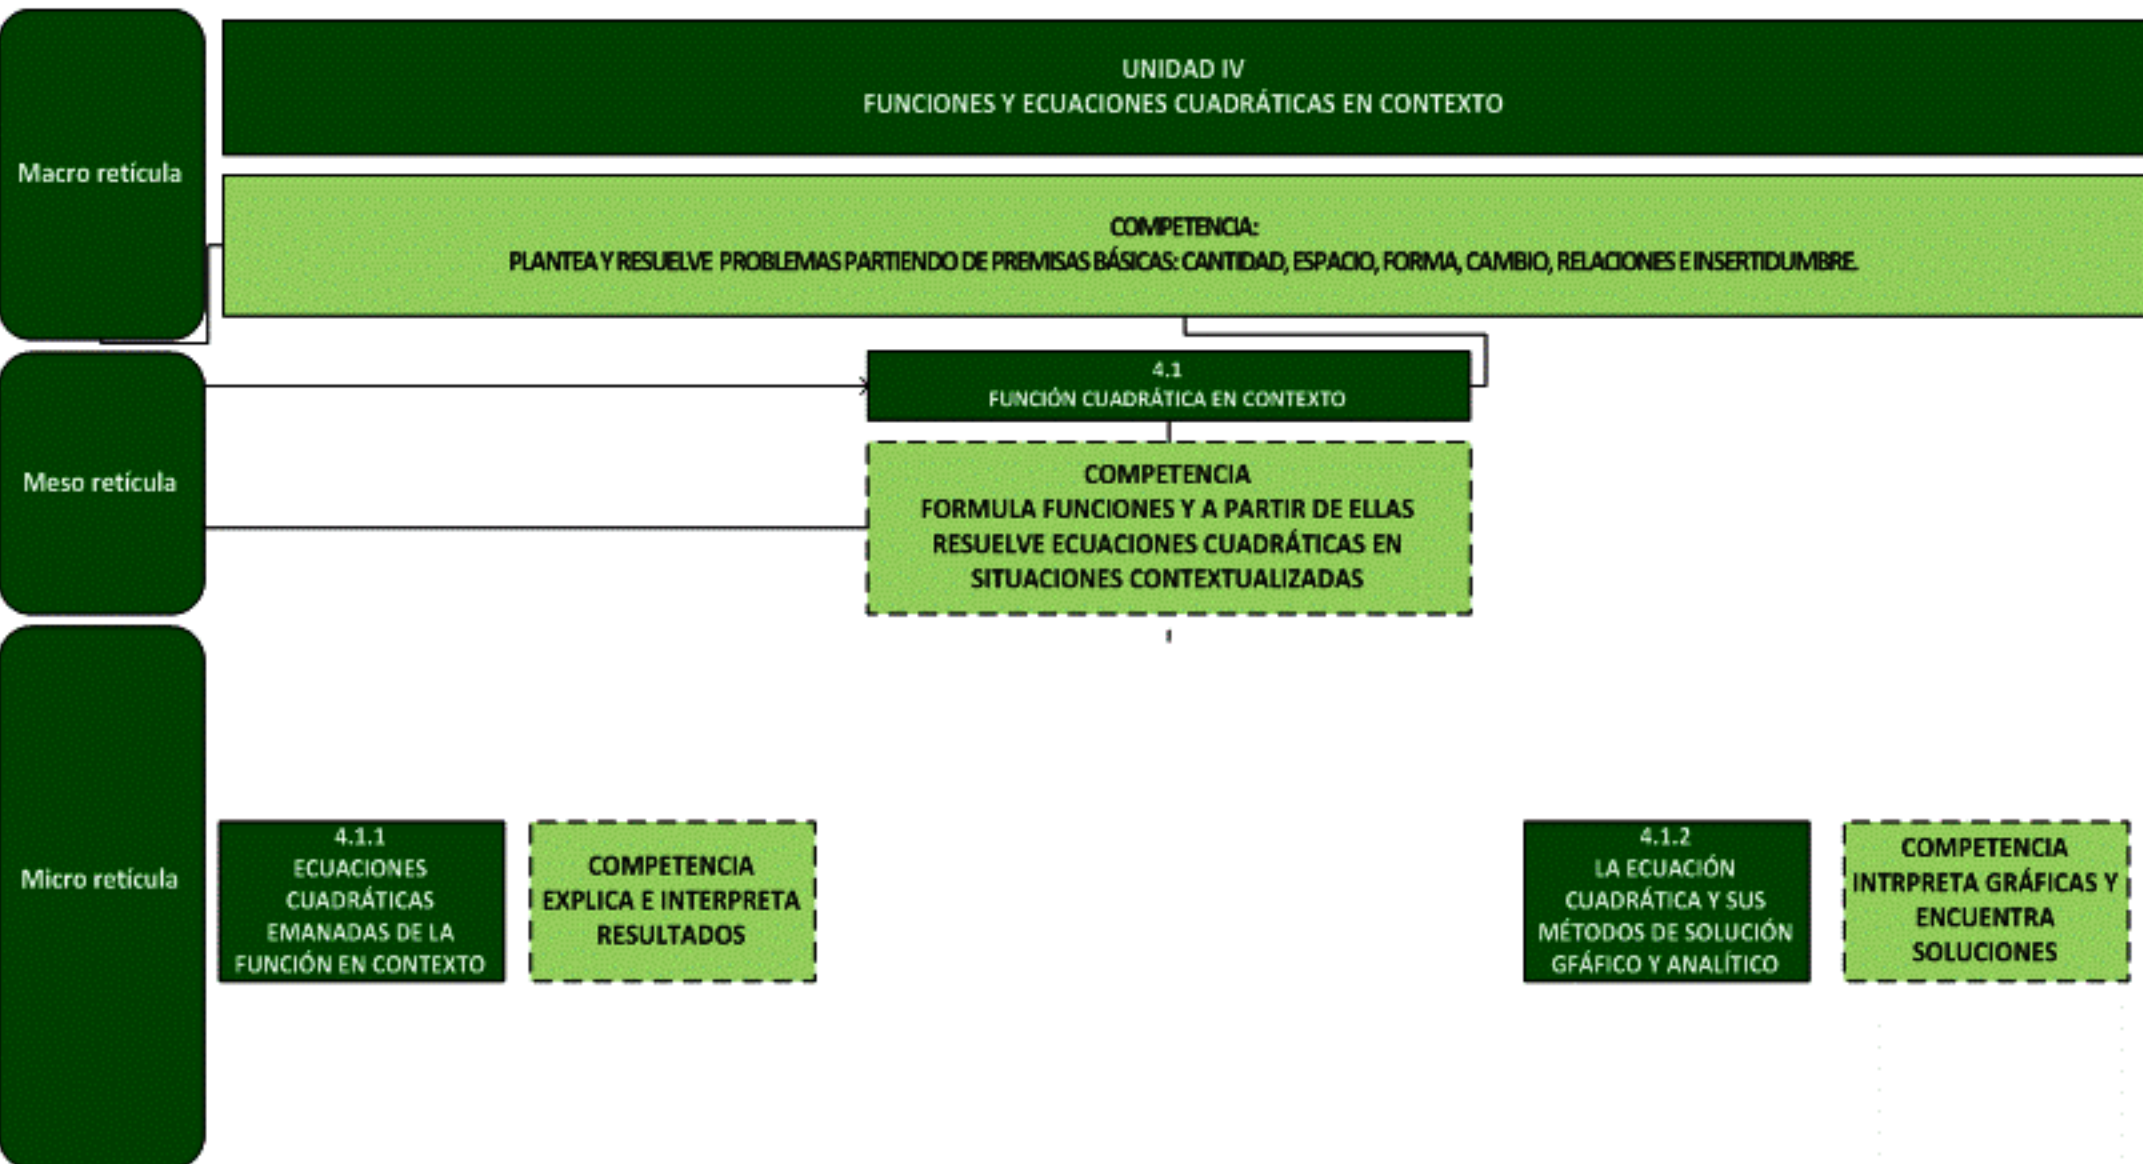 Macro retícula
UNIDAD IV
FUNCIONES Y ECUACIONES CUADRÁTICAS EN CONTEXTO
COMPETENCIA:
PLANTEA Y RESUELVE PROBLEMAS PARTIENDO DE PREMISAS BÁSICAS: CANTIDAD, ESPACIO, FORMA, CAMBIO, RELACIONES E INSERTIDUMBRE.
Meso retícula
4.1
FUNCIÓN CUADRÁTICA EN CONTEXTO
COMPETENCIA
FORMULA FUNCIONES Y A PARTIR DE ELLAS
RESUELVE ECUACIONES CUADRÁTICAS EN
SITUACIONES CONTEXTUALIZADAS
Micro retícula
4.1.1
ECUACIONES
CUADRÁTICAS
EMANADAS DE LA
FUNCIÓN EN CONTEXTO
COMPETENCIA
EXPLICA E INTERPRETA
RESULTADOS
4.1.2
LA ECUACIÓN
CUADRÁTICA Y SUS
MÉTODOS DE SOLUCIÓN
GFÁFICO Y ANALÍTICO
COMPETENCIA
INTRPRETA GRÁFICAS Y
ENCUENTRA
SOLUCIONES